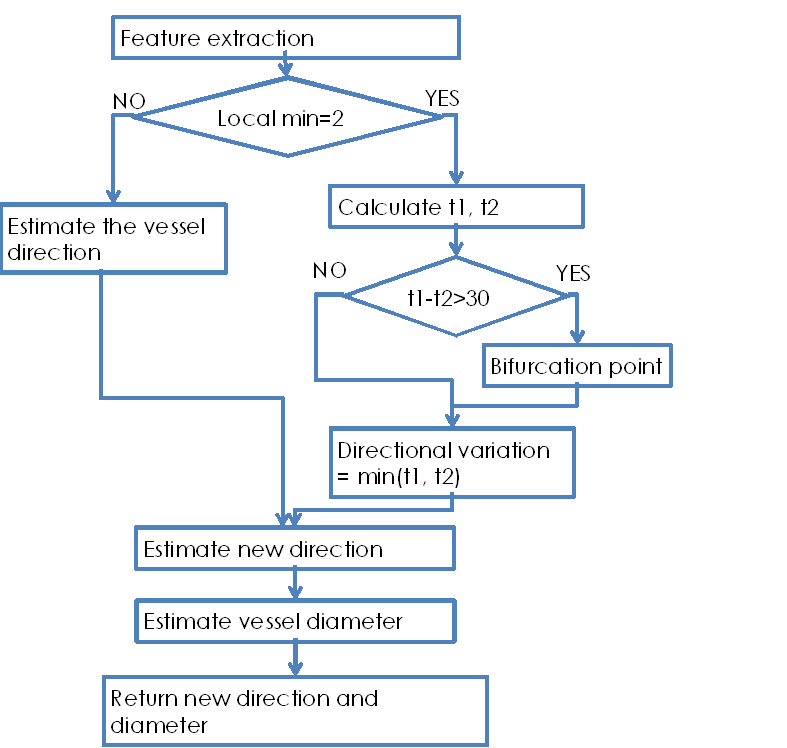 Feature extraction
NO
YES
Local min=2
Estimate the vessel
direction
Calculate t1, t2
NO
YES
t1-t2>30
Bifurcation point
Directional variation
= min(t1, t2)
Estimate new direction
Estimate vessel diameter
Return new direction and
diameter